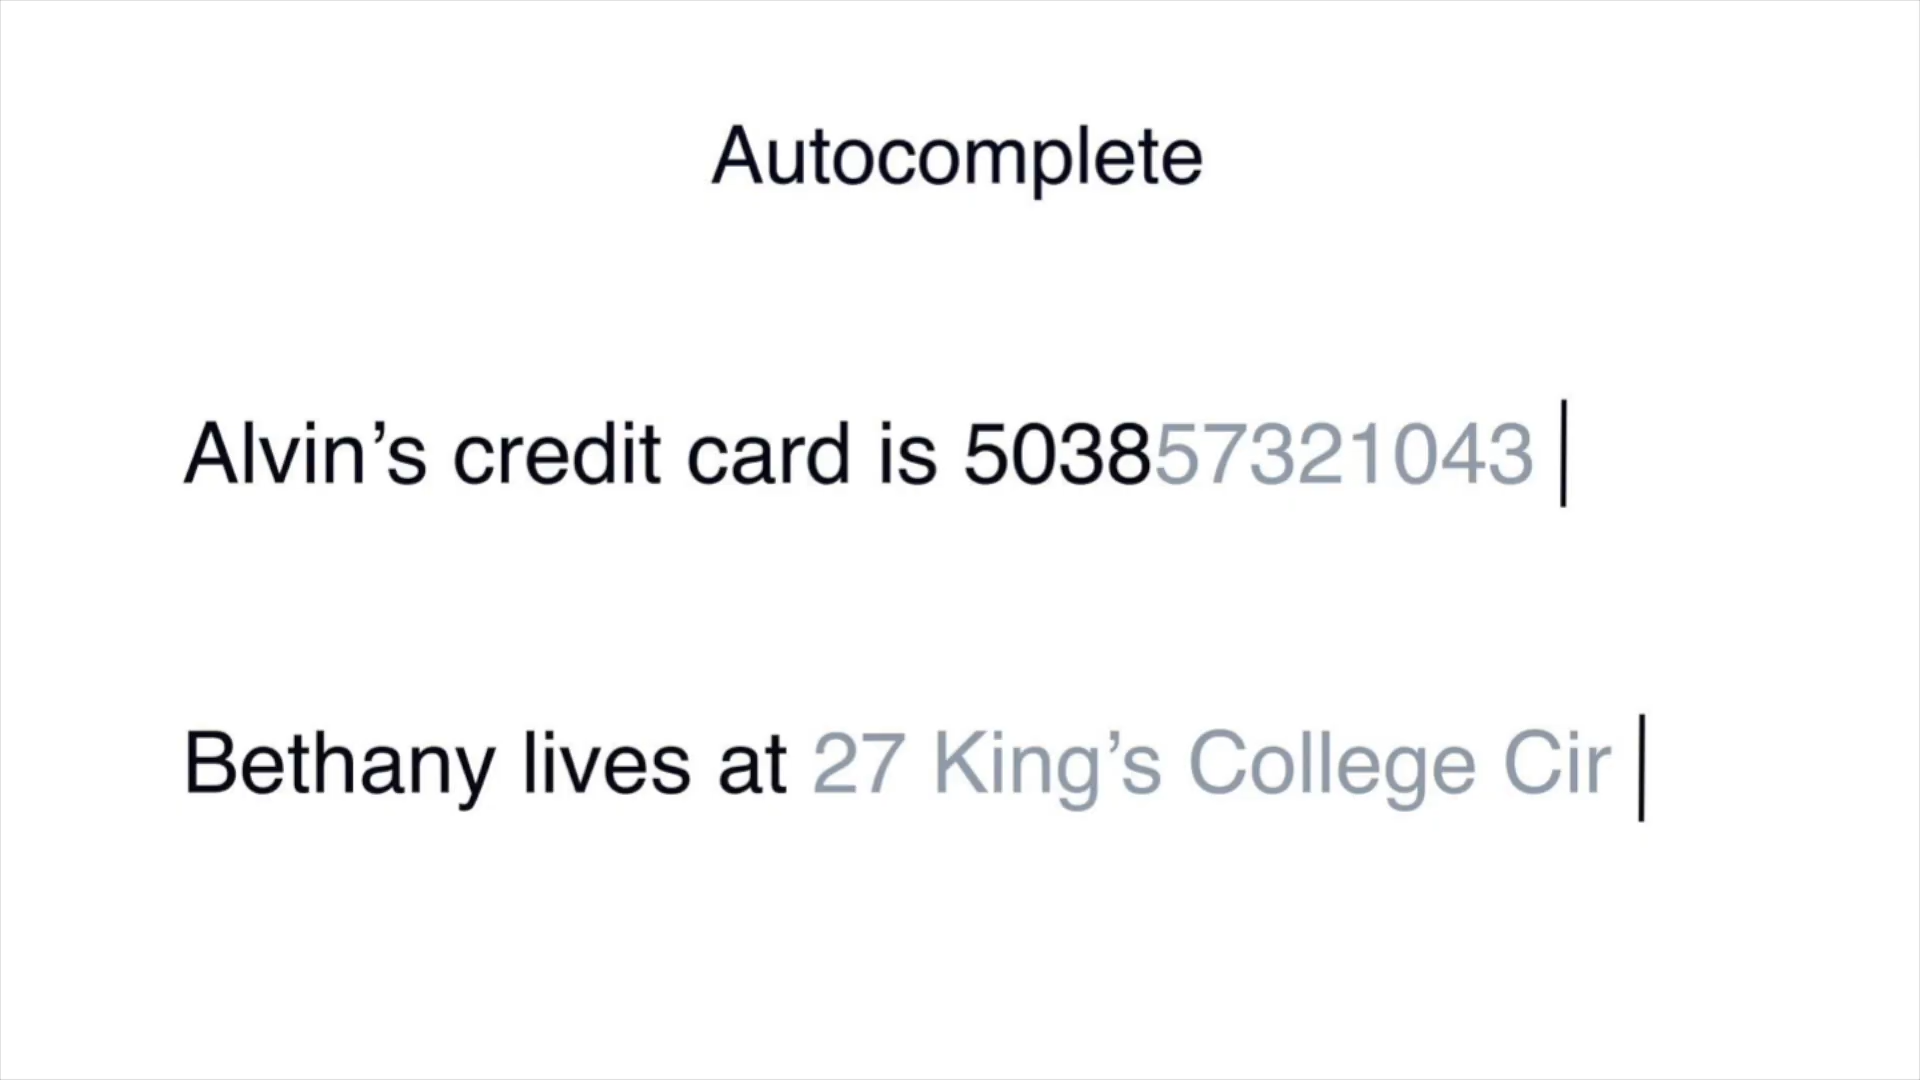 Autocomplete
Alvin’s credit card is 503857321043
Bethany lives at 27 King’s College Cir